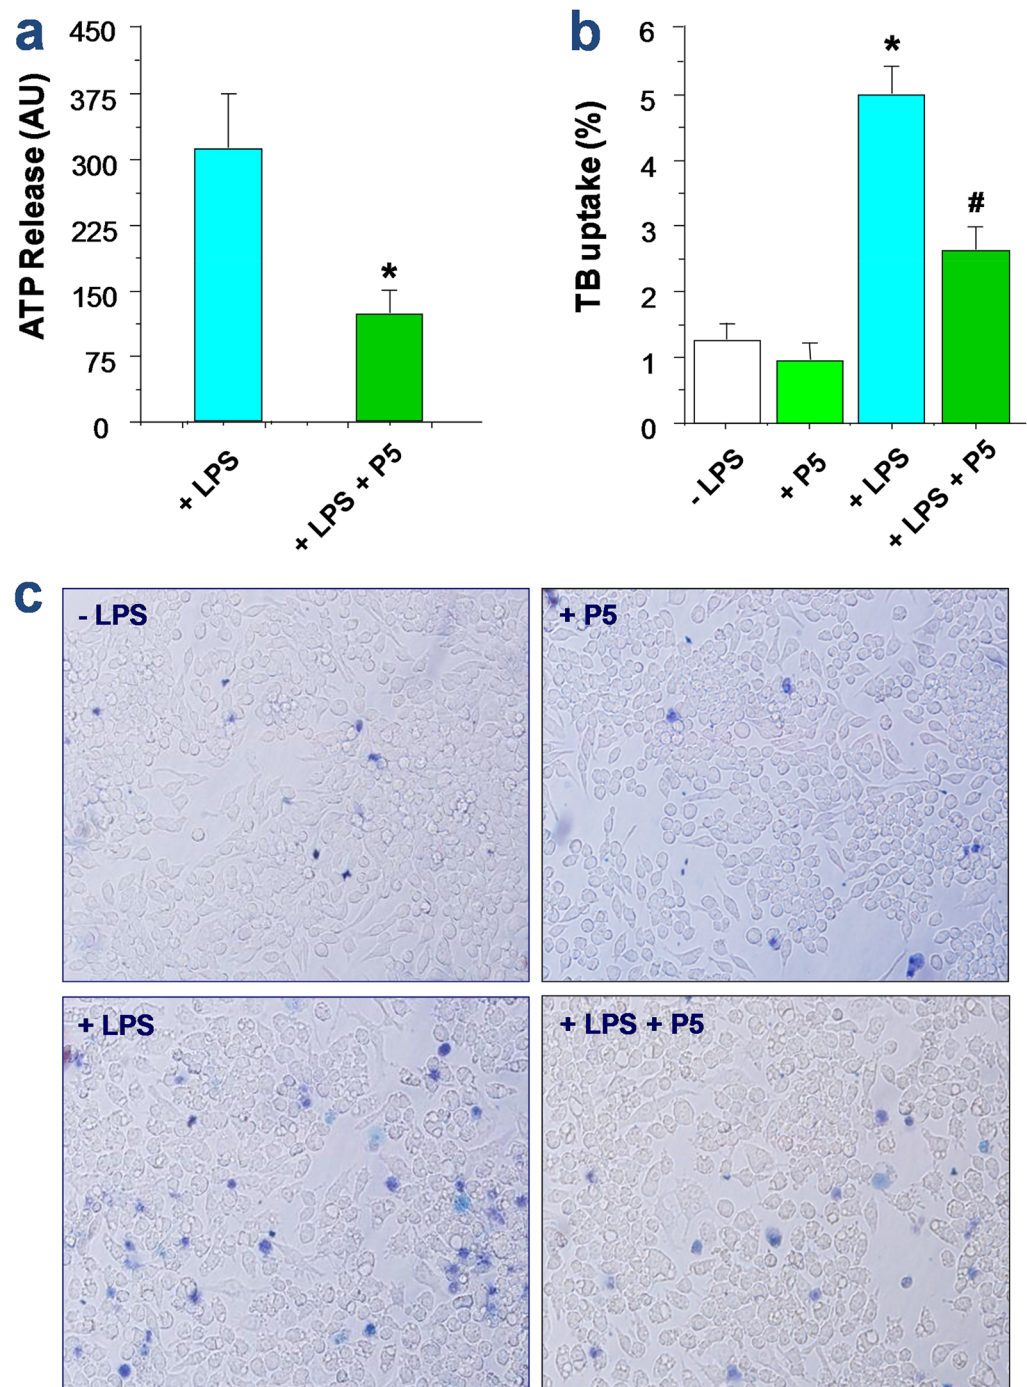 a
ATP Release (AU)
450
375
300
225
150
75
0
*
+ LPS
+ LPS + P5
b
TB uptake (%)
6
5
4
3
2
1
0
*
#
- LPS
+ P5
+ LPS
+ LPS + P5
c
- LPS
+ P5
+ LPS
+ LPS + P5